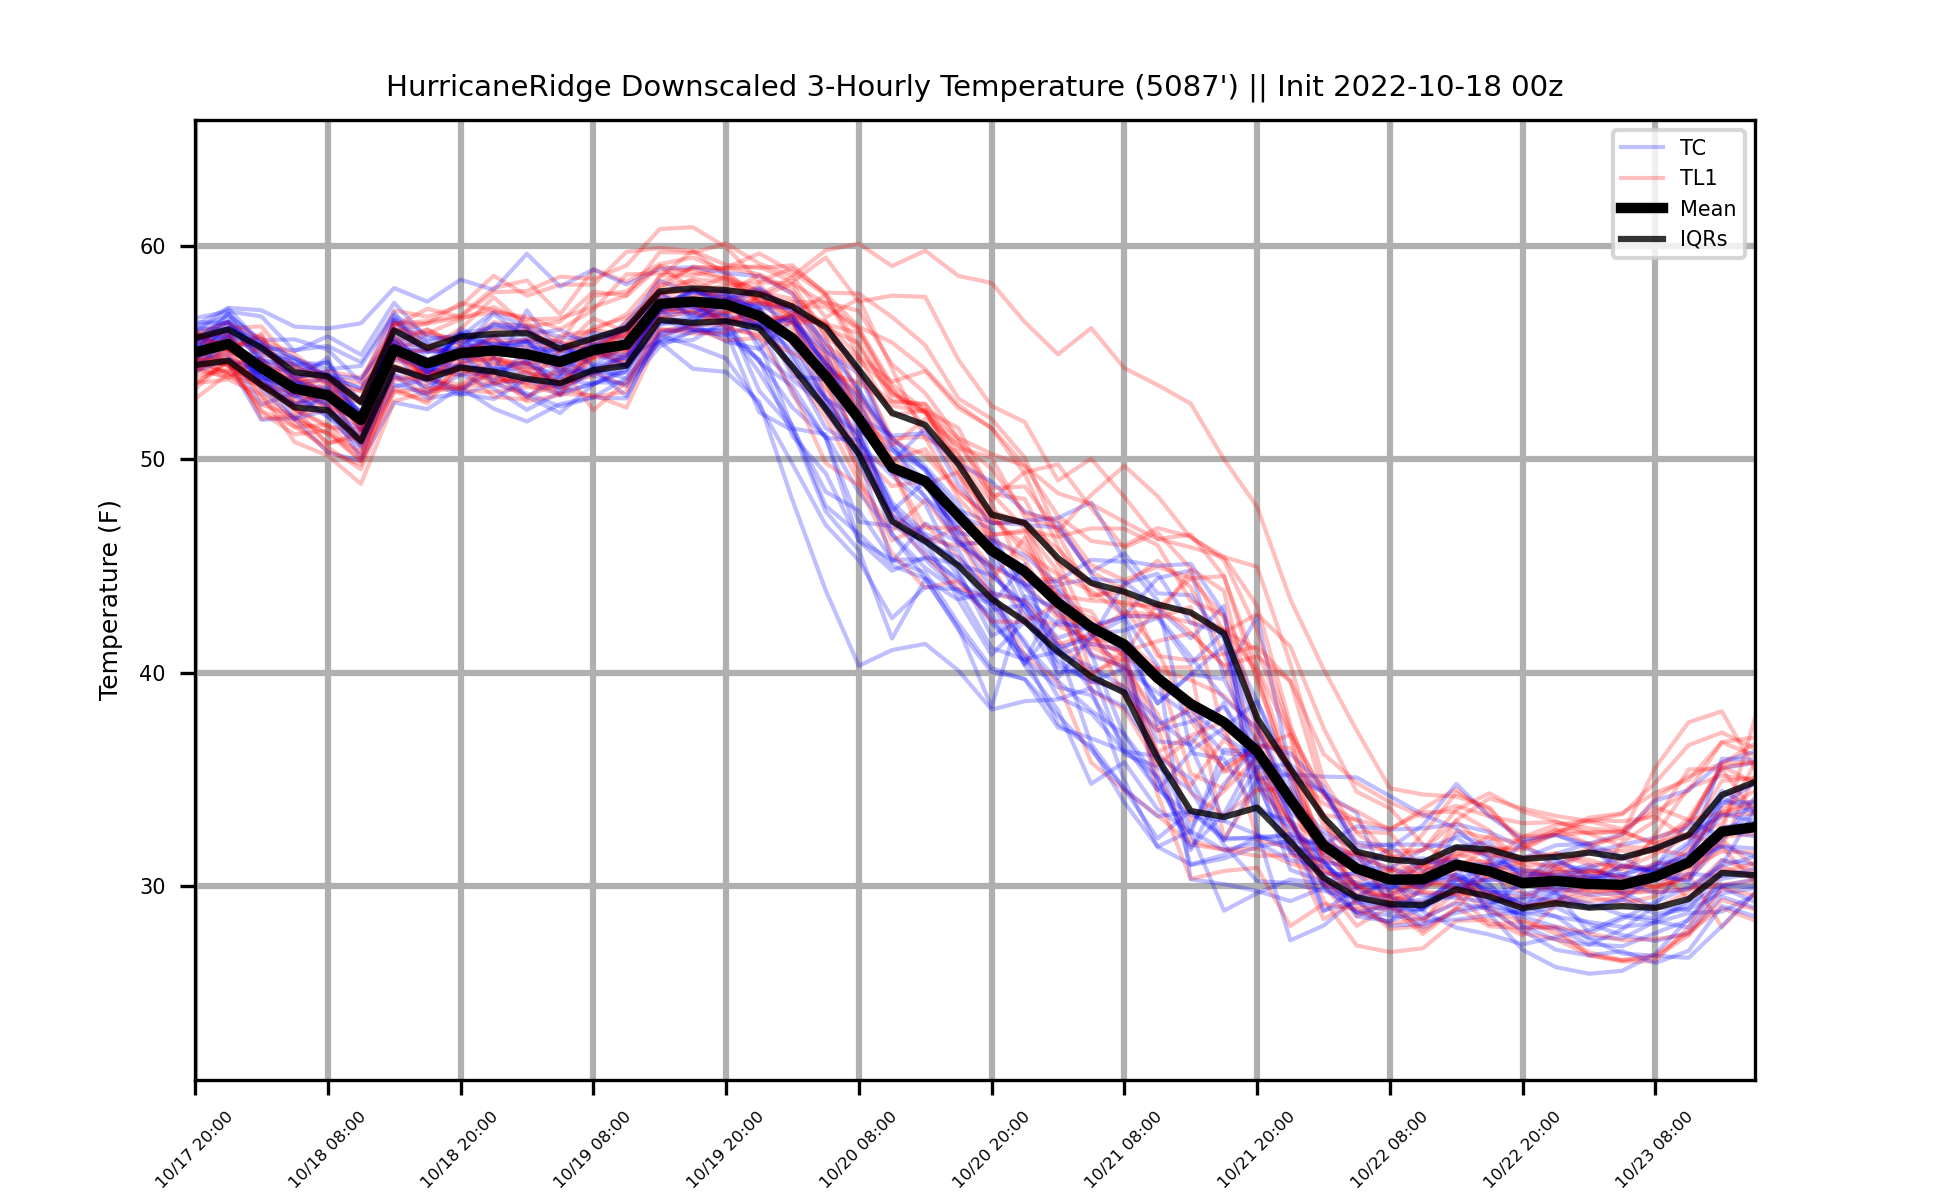 HurricaneRidge Downscaled 3-Hourly Temperature (5087') || Init 2022-10-18 00z
TC
TL1
Mean
IQRs
Temperature (F)
60
50
40
30
10/17 20:00
10/18 08:00
10/18 20:00
10/19 08:00
10/19 20:00
10/20 08:00
10/20 20:00
10/21 08:00
10/21 20:00
10/22 08:00
10/22 20:00
10/23 08:00